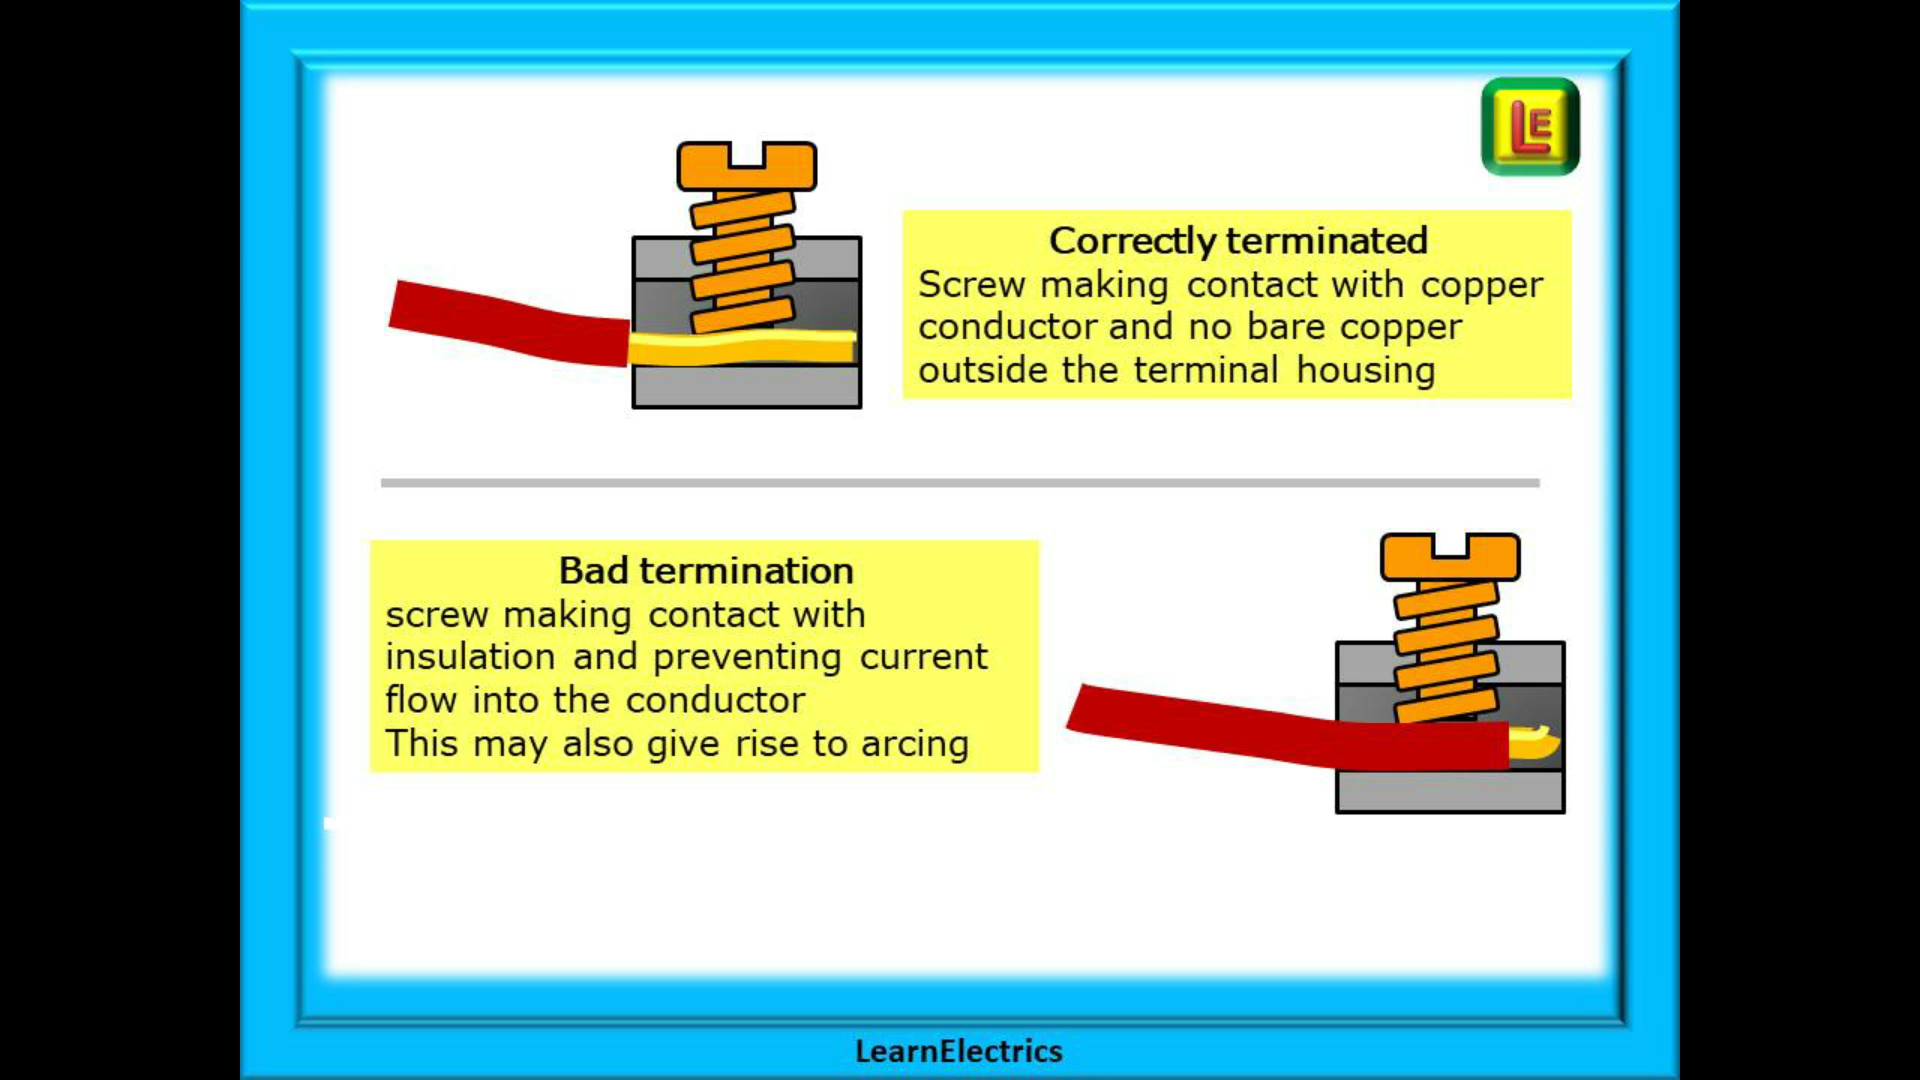 LE
Correctly terminated
Screw making contact with copper
conductor and no bare copper
outside the terminal housing
Bad termination
screw making contact with
insulation and preventing current
flow into the conductor
This may also give rise to arcing
LearnElectrics